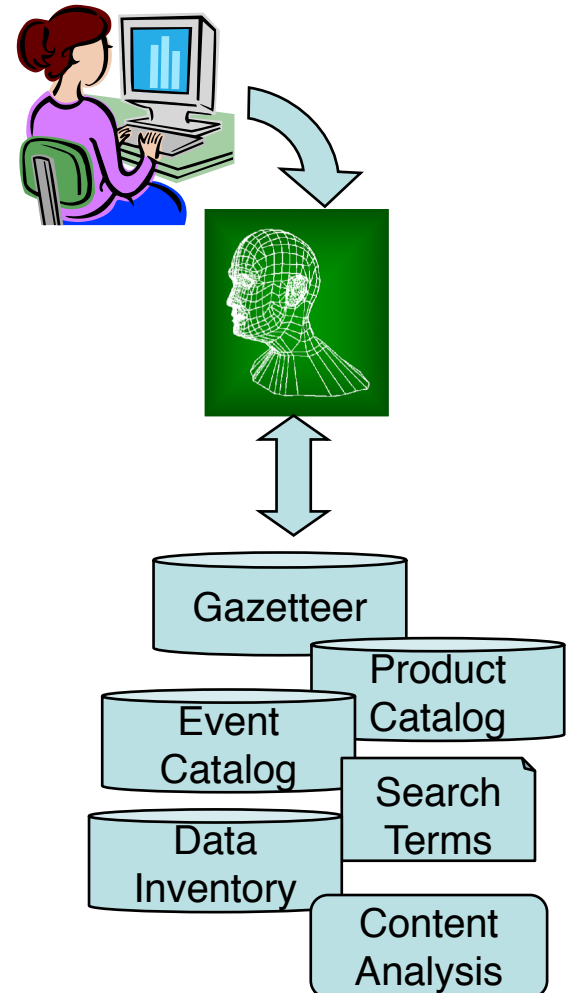 Gazetteer
Product
Catalog
Event
Catalog
Search
Terms
Data
Inventory
Content
Analysis